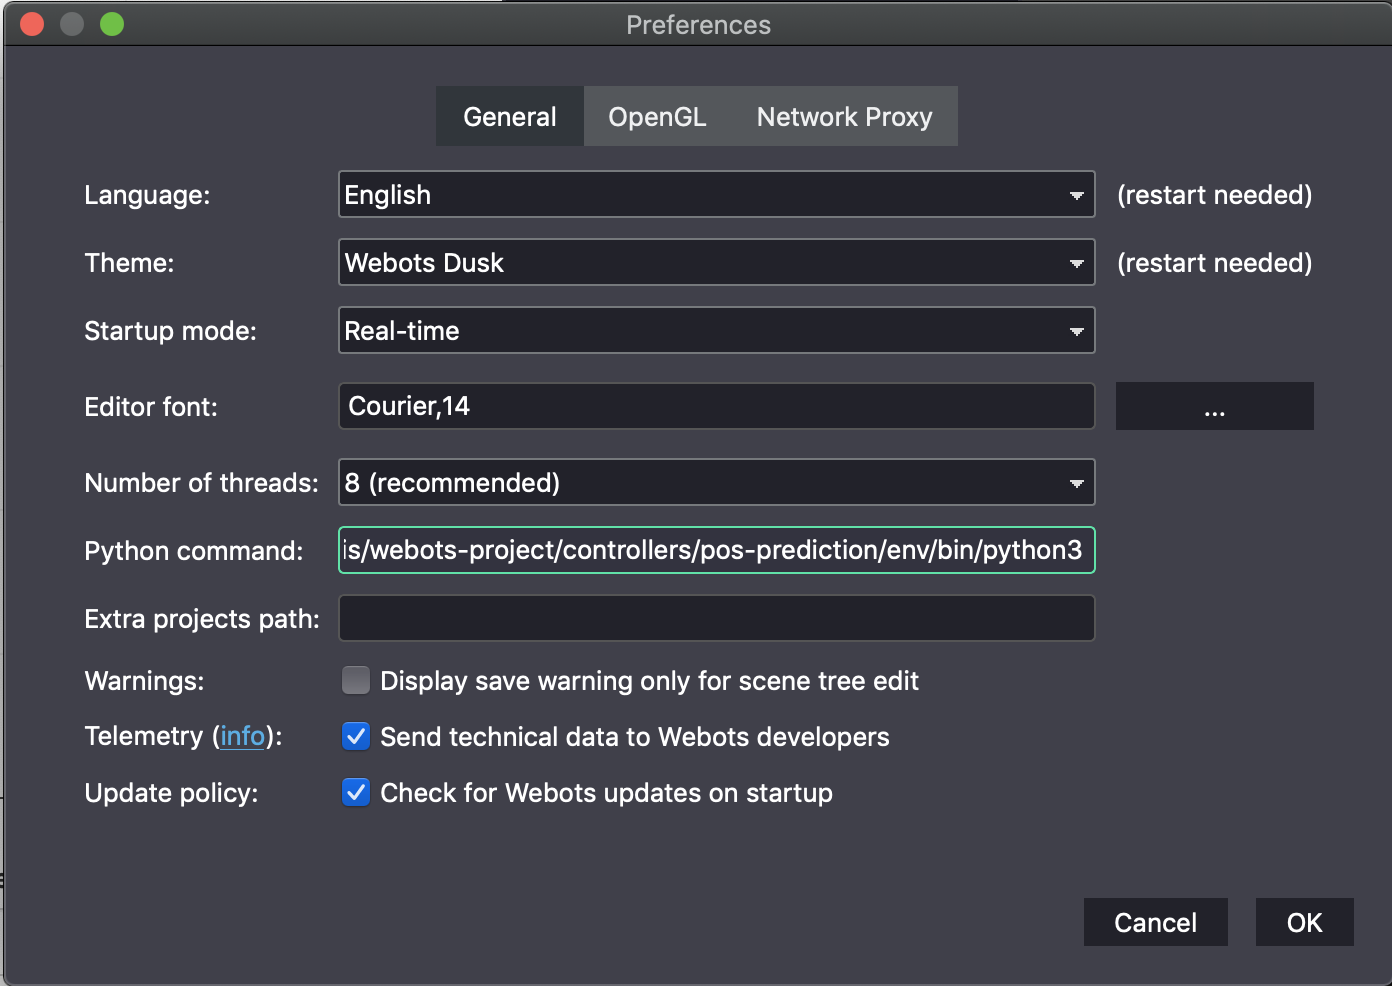 Preferences
General OpenGL Network Proxy
Language: English (restart needed)
Theme: Webots Dusk (restart needed)
Startup mode: Real-time
Editor font: Courier,14 ...
Number of threads: 8 (recommended)
Python command: is/webots-project/controllers/pos-prediction/env/bin/python3
Extra projects path:
Warnings: Display save warning only for scene tree edit
Telemetry (info): Send technical data to Webots developers
Update policy: Check for Webots updates on startup
Cancel OK